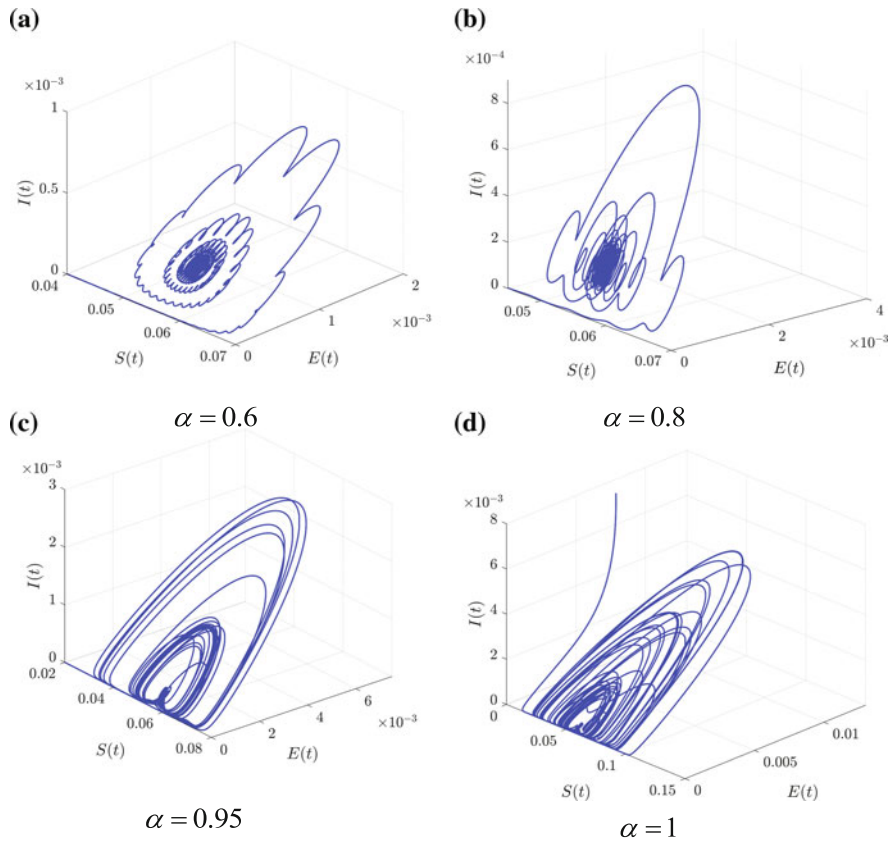 (a)
×10⁻³
1
0.5
0
I(t)
0.04
0.05
0.06
0.07
S(t)
0
1
2
×10⁻³
E(t)
α = 0.6
(b)
×10⁻⁴
8
6
4
2
0
I(t)
0.05
0.06
0.07
S(t)
0
2
4
×10⁻³
E(t)
α = 0.8
(c)
×10⁻³
3
2
1
0
I(t)
0.02
0.04
0.06
0.08
S(t)
0
2
4
6
×10⁻³
E(t)
α = 0.95
(d)
×10⁻³
8
6
4
2
0
I(t)
0
0.05
0.1
0.15
S(t)
0
0.005
0.01
E(t)
α = 1